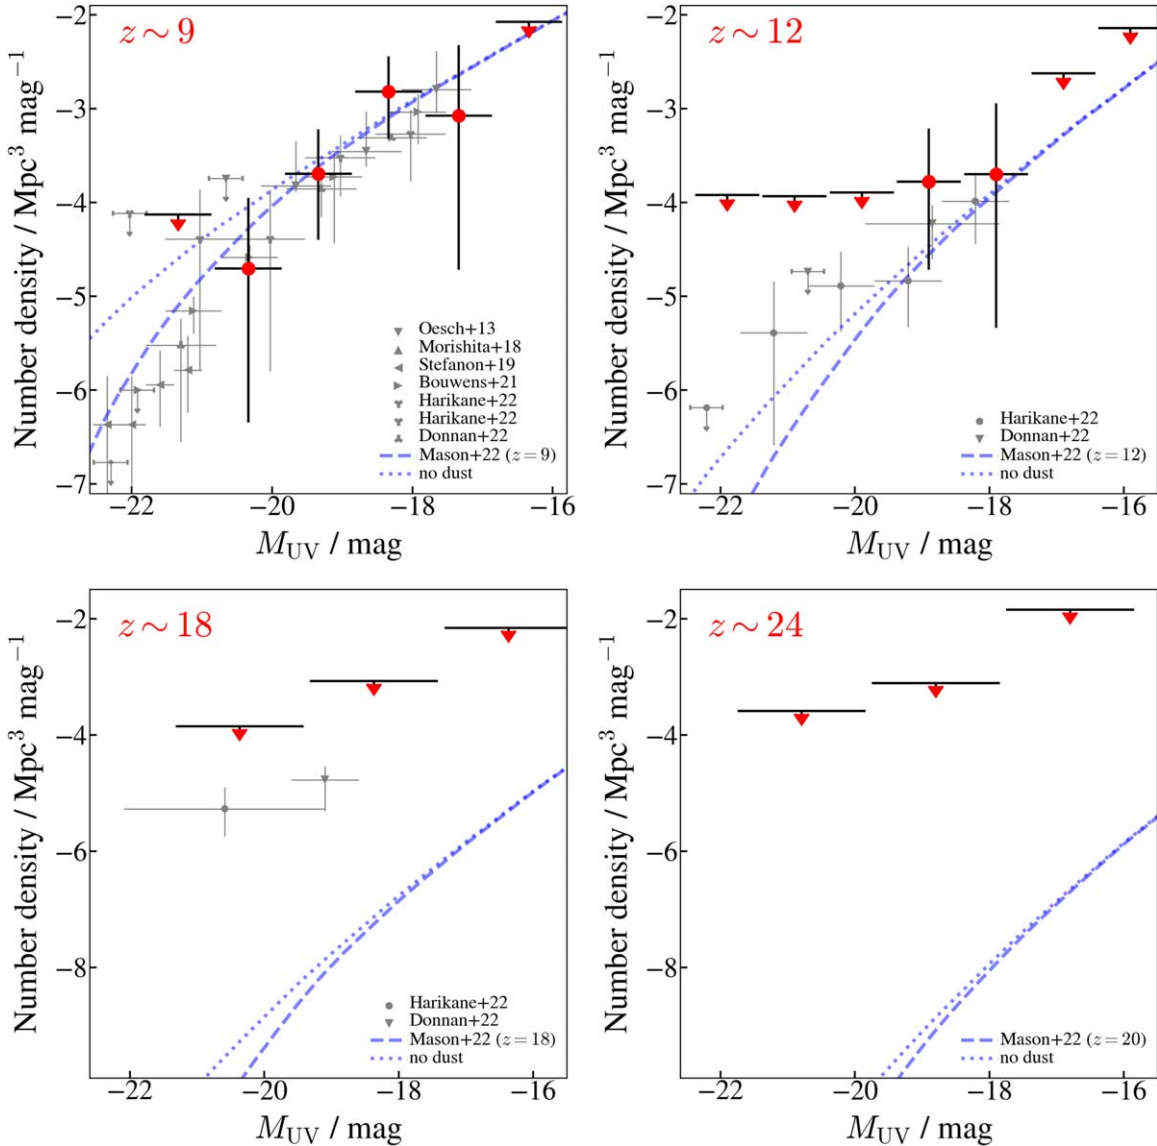 z ∼ 9
−2
−3
−4
−5
−6
−7
Number density / Mpc³ mag⁻¹
Oesch+13
Morishita+18
Stefanon+19
Bouwens+21
Harikane+22
Harikane+22
Donnan+22
Mason+22 (z = 9)
no dust
−22
−20
−18
−16
M_UV / mag
z ∼ 12
−2
−3
−4
−5
−6
−7
Number density / Mpc³ mag⁻¹
Harikane+22
Donnan+22
Mason+22 (z = 12)
no dust
−22
−20
−18
−16
M_UV / mag
z ∼ 18
−2
−4
−6
−8
Number density / Mpc³ mag⁻¹
Harikane+22
Donnan+22
Mason+22 (z = 18)
no dust
−22
−20
−18
−16
M_UV / mag
z ∼ 24
−2
−4
−6
−8
Number density / Mpc³ mag⁻¹
Mason+22 (z = 20)
no dust
−22
−20
−18
−16
M_UV / mag